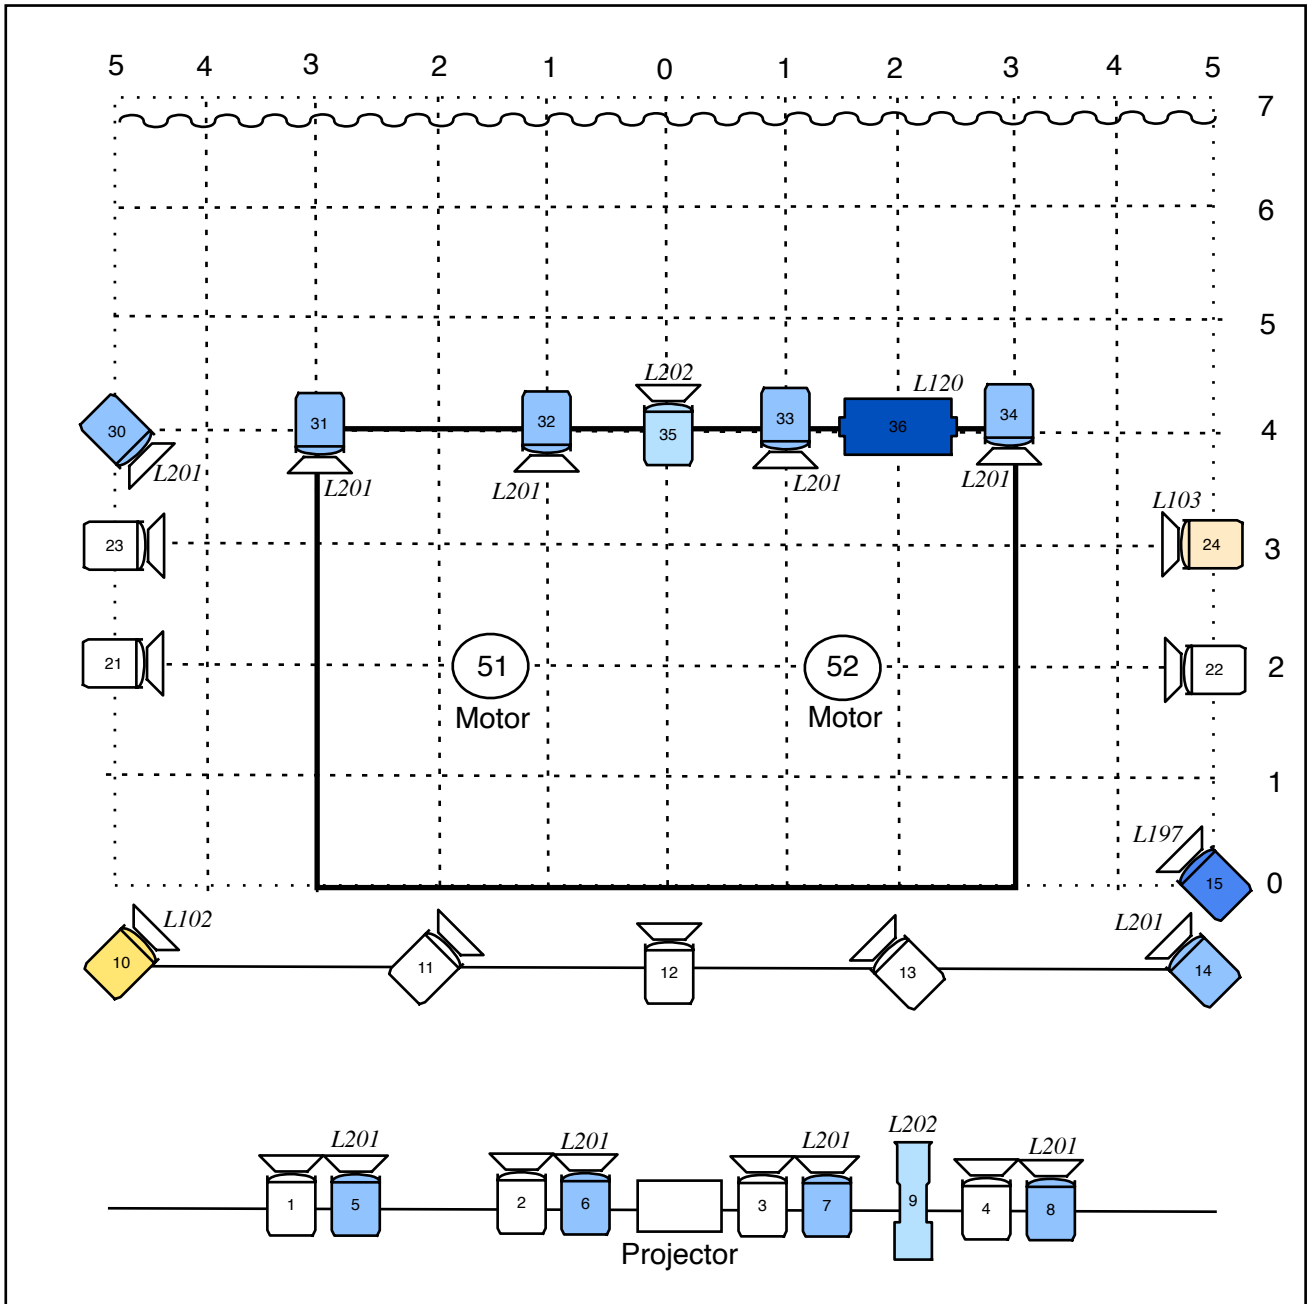 5 4 3 2 1 0 1 2 3 4 5
7
6
5
L202
L120
31 32 33 36 34
30 35 4
L201 L201 L201 L201 L201
L103
23 24 3
21 51 52 22 2
Motor Motor
1
L197
15 0
L102 L201
10 11 12 13 14
L201 L201 L201 L202 L201
1 5 2 6 3 7 9 4 8
Projector